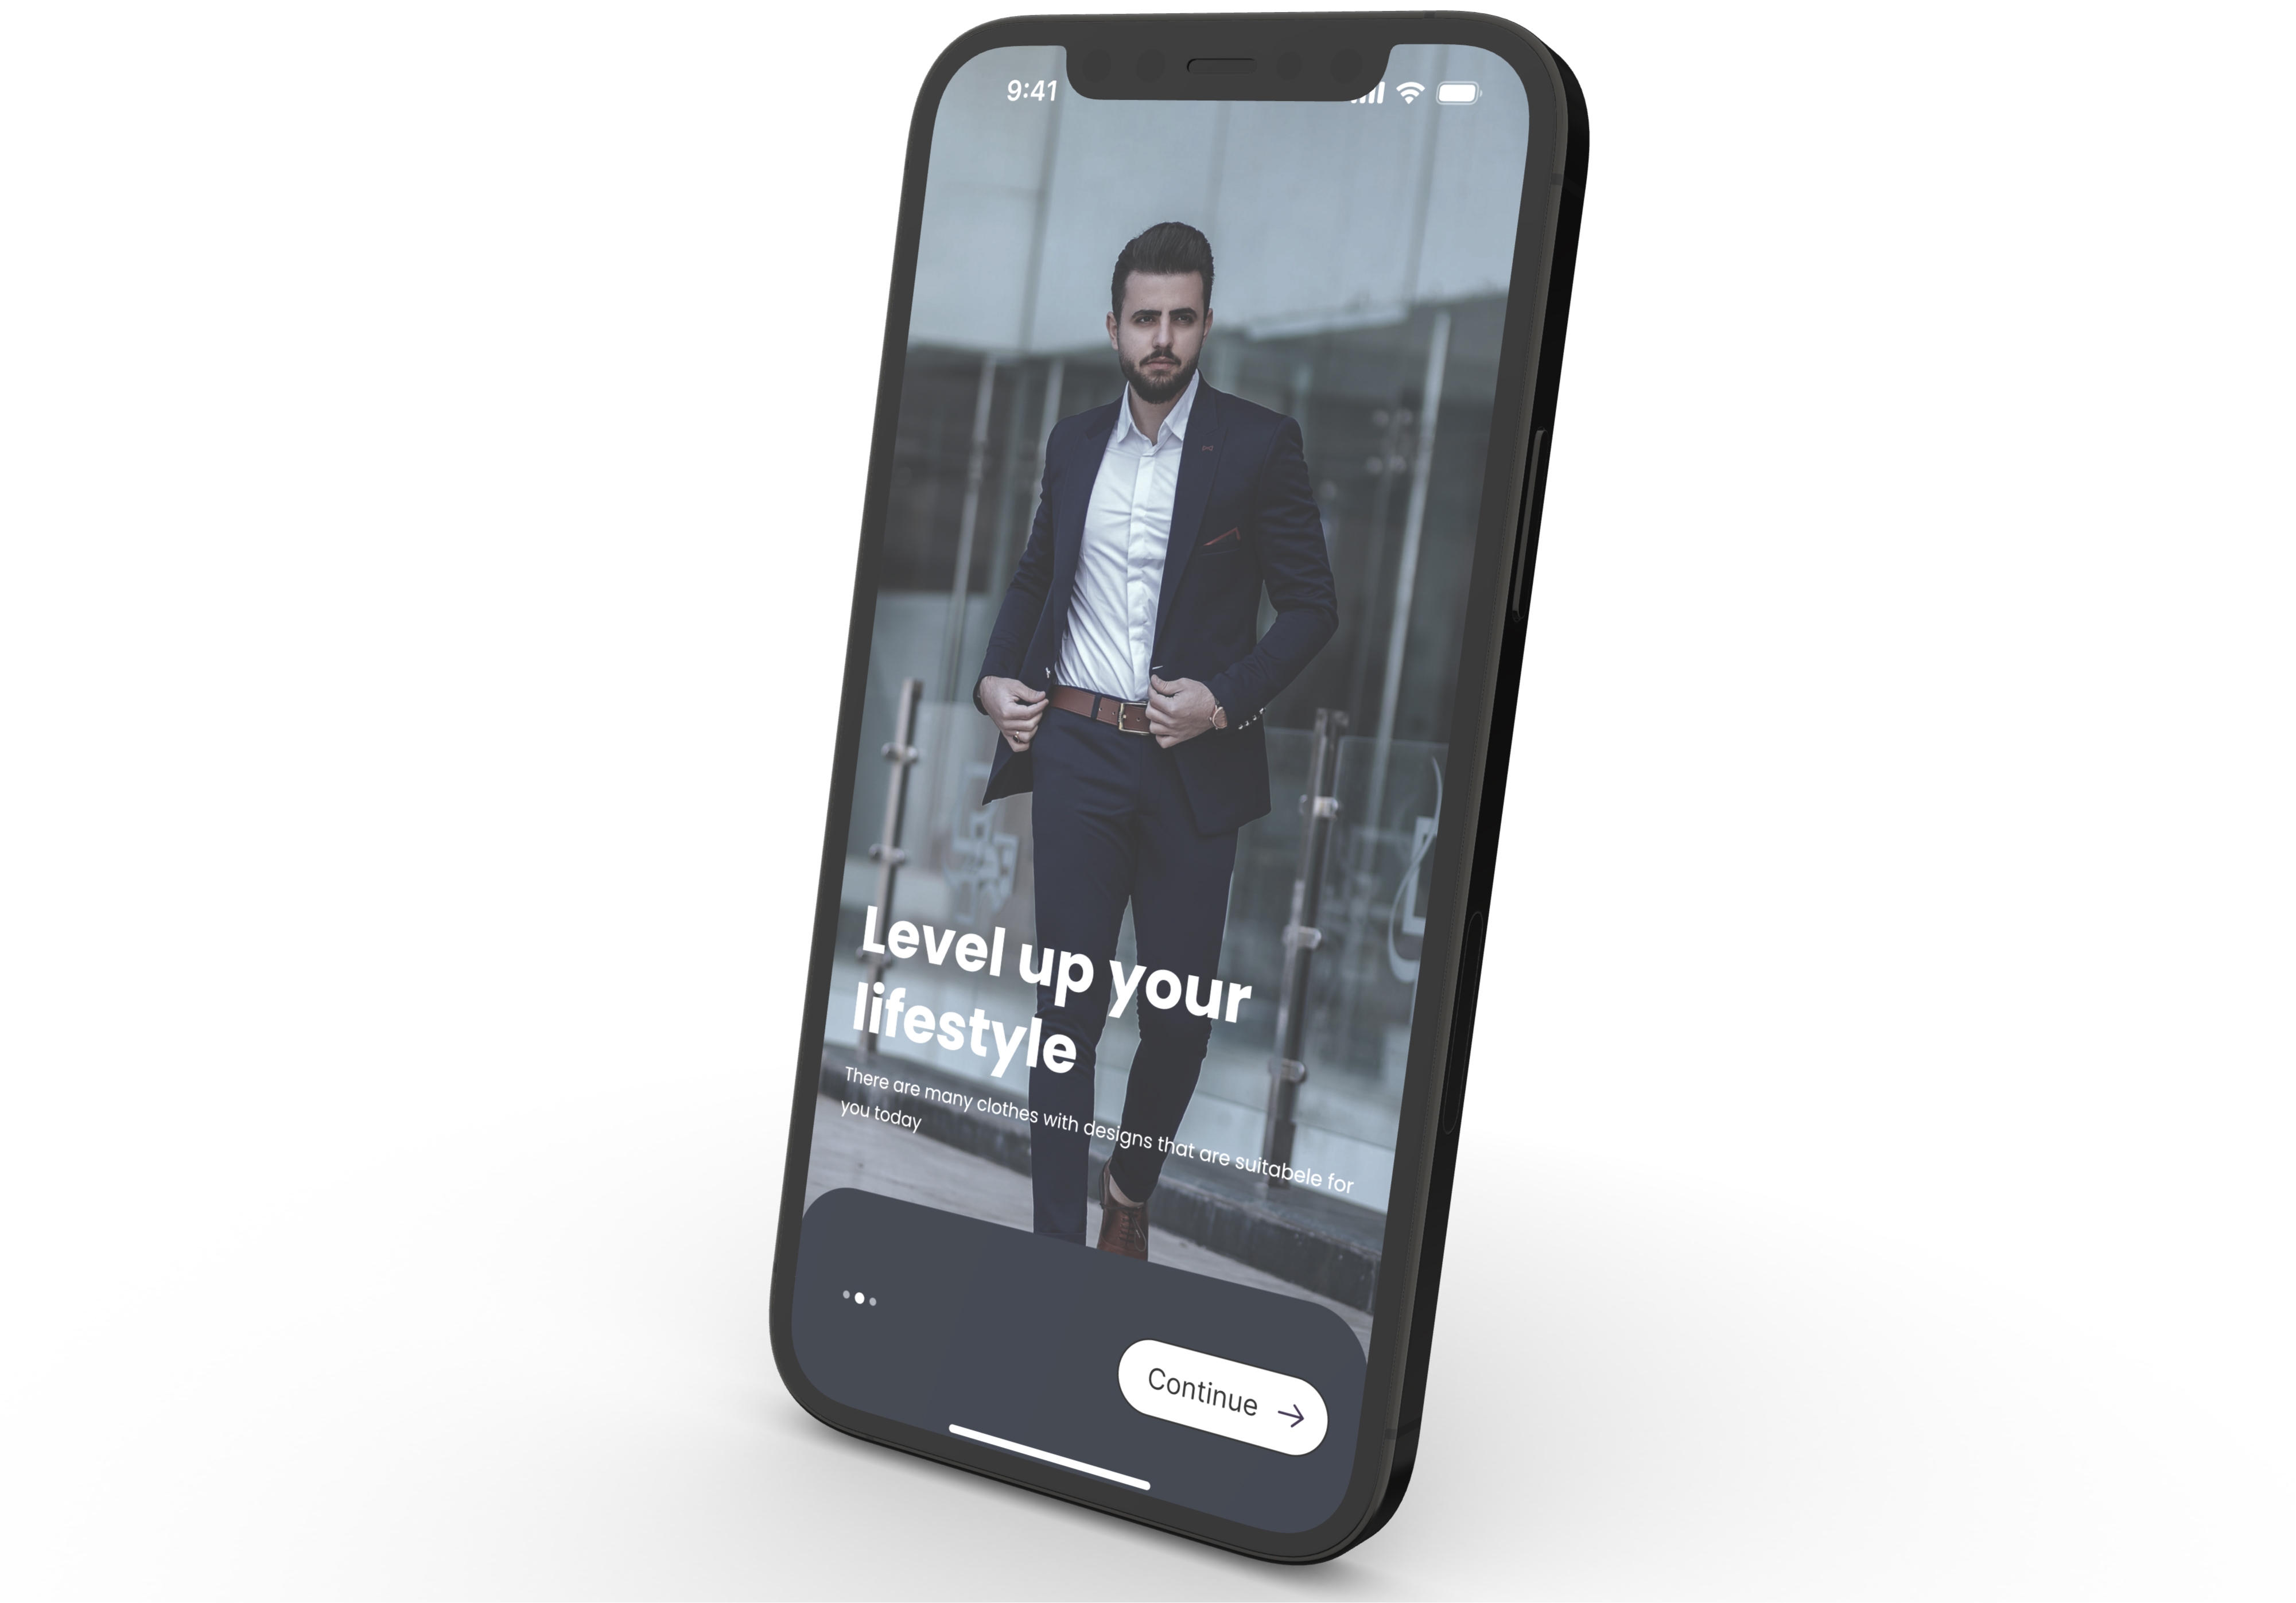 9:41
Level up your
lifestyle
There are many clothes with designs that are suitabele for
you today
Continue